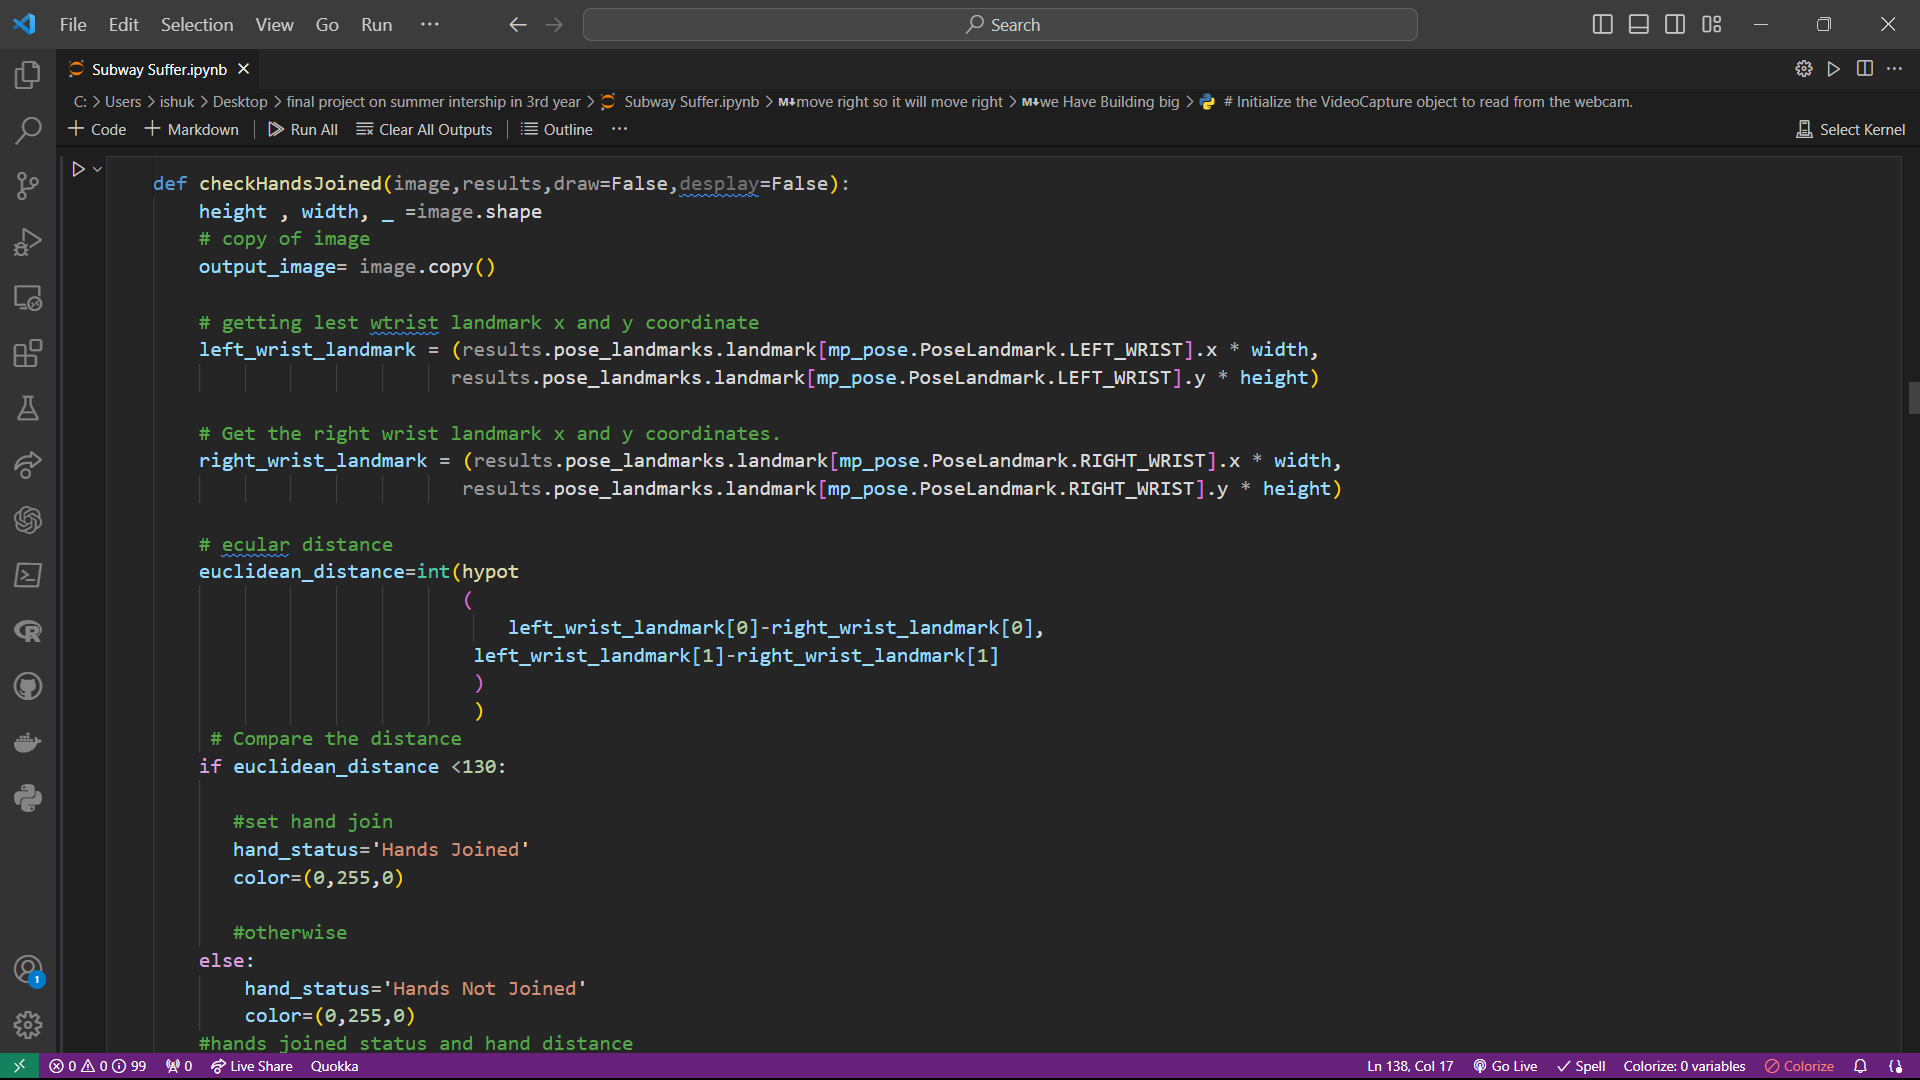 File Edit Selection View Go Run ··· Search
Subway Suffer.ipynb
C: > Users > ishuk > Desktop > final project on summer intership in 3rd year > Subway Suffer.ipynb > M↓move right so it will move right > M↓we Have Building big > # Initialize the VideoCapture object to read from the webcam.
+ Code + Markdown Run All Clear All Outputs Outline ··· Select Kernel
def checkHandsJoined(image,results,draw=False,desplay=False):
height , width, _ =image.shape
# copy of image
output_image= image.copy()
# getting lest wtrist landmark x and y coordinate
left_wrist_landmark = (results.pose_landmarks.landmark[mp_pose.PoseLandmark.LEFT_WRIST].x * width,
results.pose_landmarks.landmark[mp_pose.PoseLandmark.LEFT_WRIST].y * height)
# Get the right wrist landmark x and y coordinates.
right_wrist_landmark = (results.pose_landmarks.landmark[mp_pose.PoseLandmark.RIGHT_WRIST].x * width,
results.pose_landmarks.landmark[mp_pose.PoseLandmark.RIGHT_WRIST].y * height)
# ecular distance
euclidean_distance=int(hypot
(
left_wrist_landmark[0]-right_wrist_landmark[0],
left_wrist_landmark[1]-right_wrist_landmark[1]
)
)
# Compare the distance
if euclidean_distance <130:
#set hand join
hand_status='Hands Joined'
color=(0,255,0)
#otherwise
else:
hand_status='Hands Not Joined'
color=(0,255,0)
#hands joined status and hand distance
1
0 0 99 0 Live Share Quokka Ln 138, Col 17 Go Live Spell Colorize: 0 variables Colorize